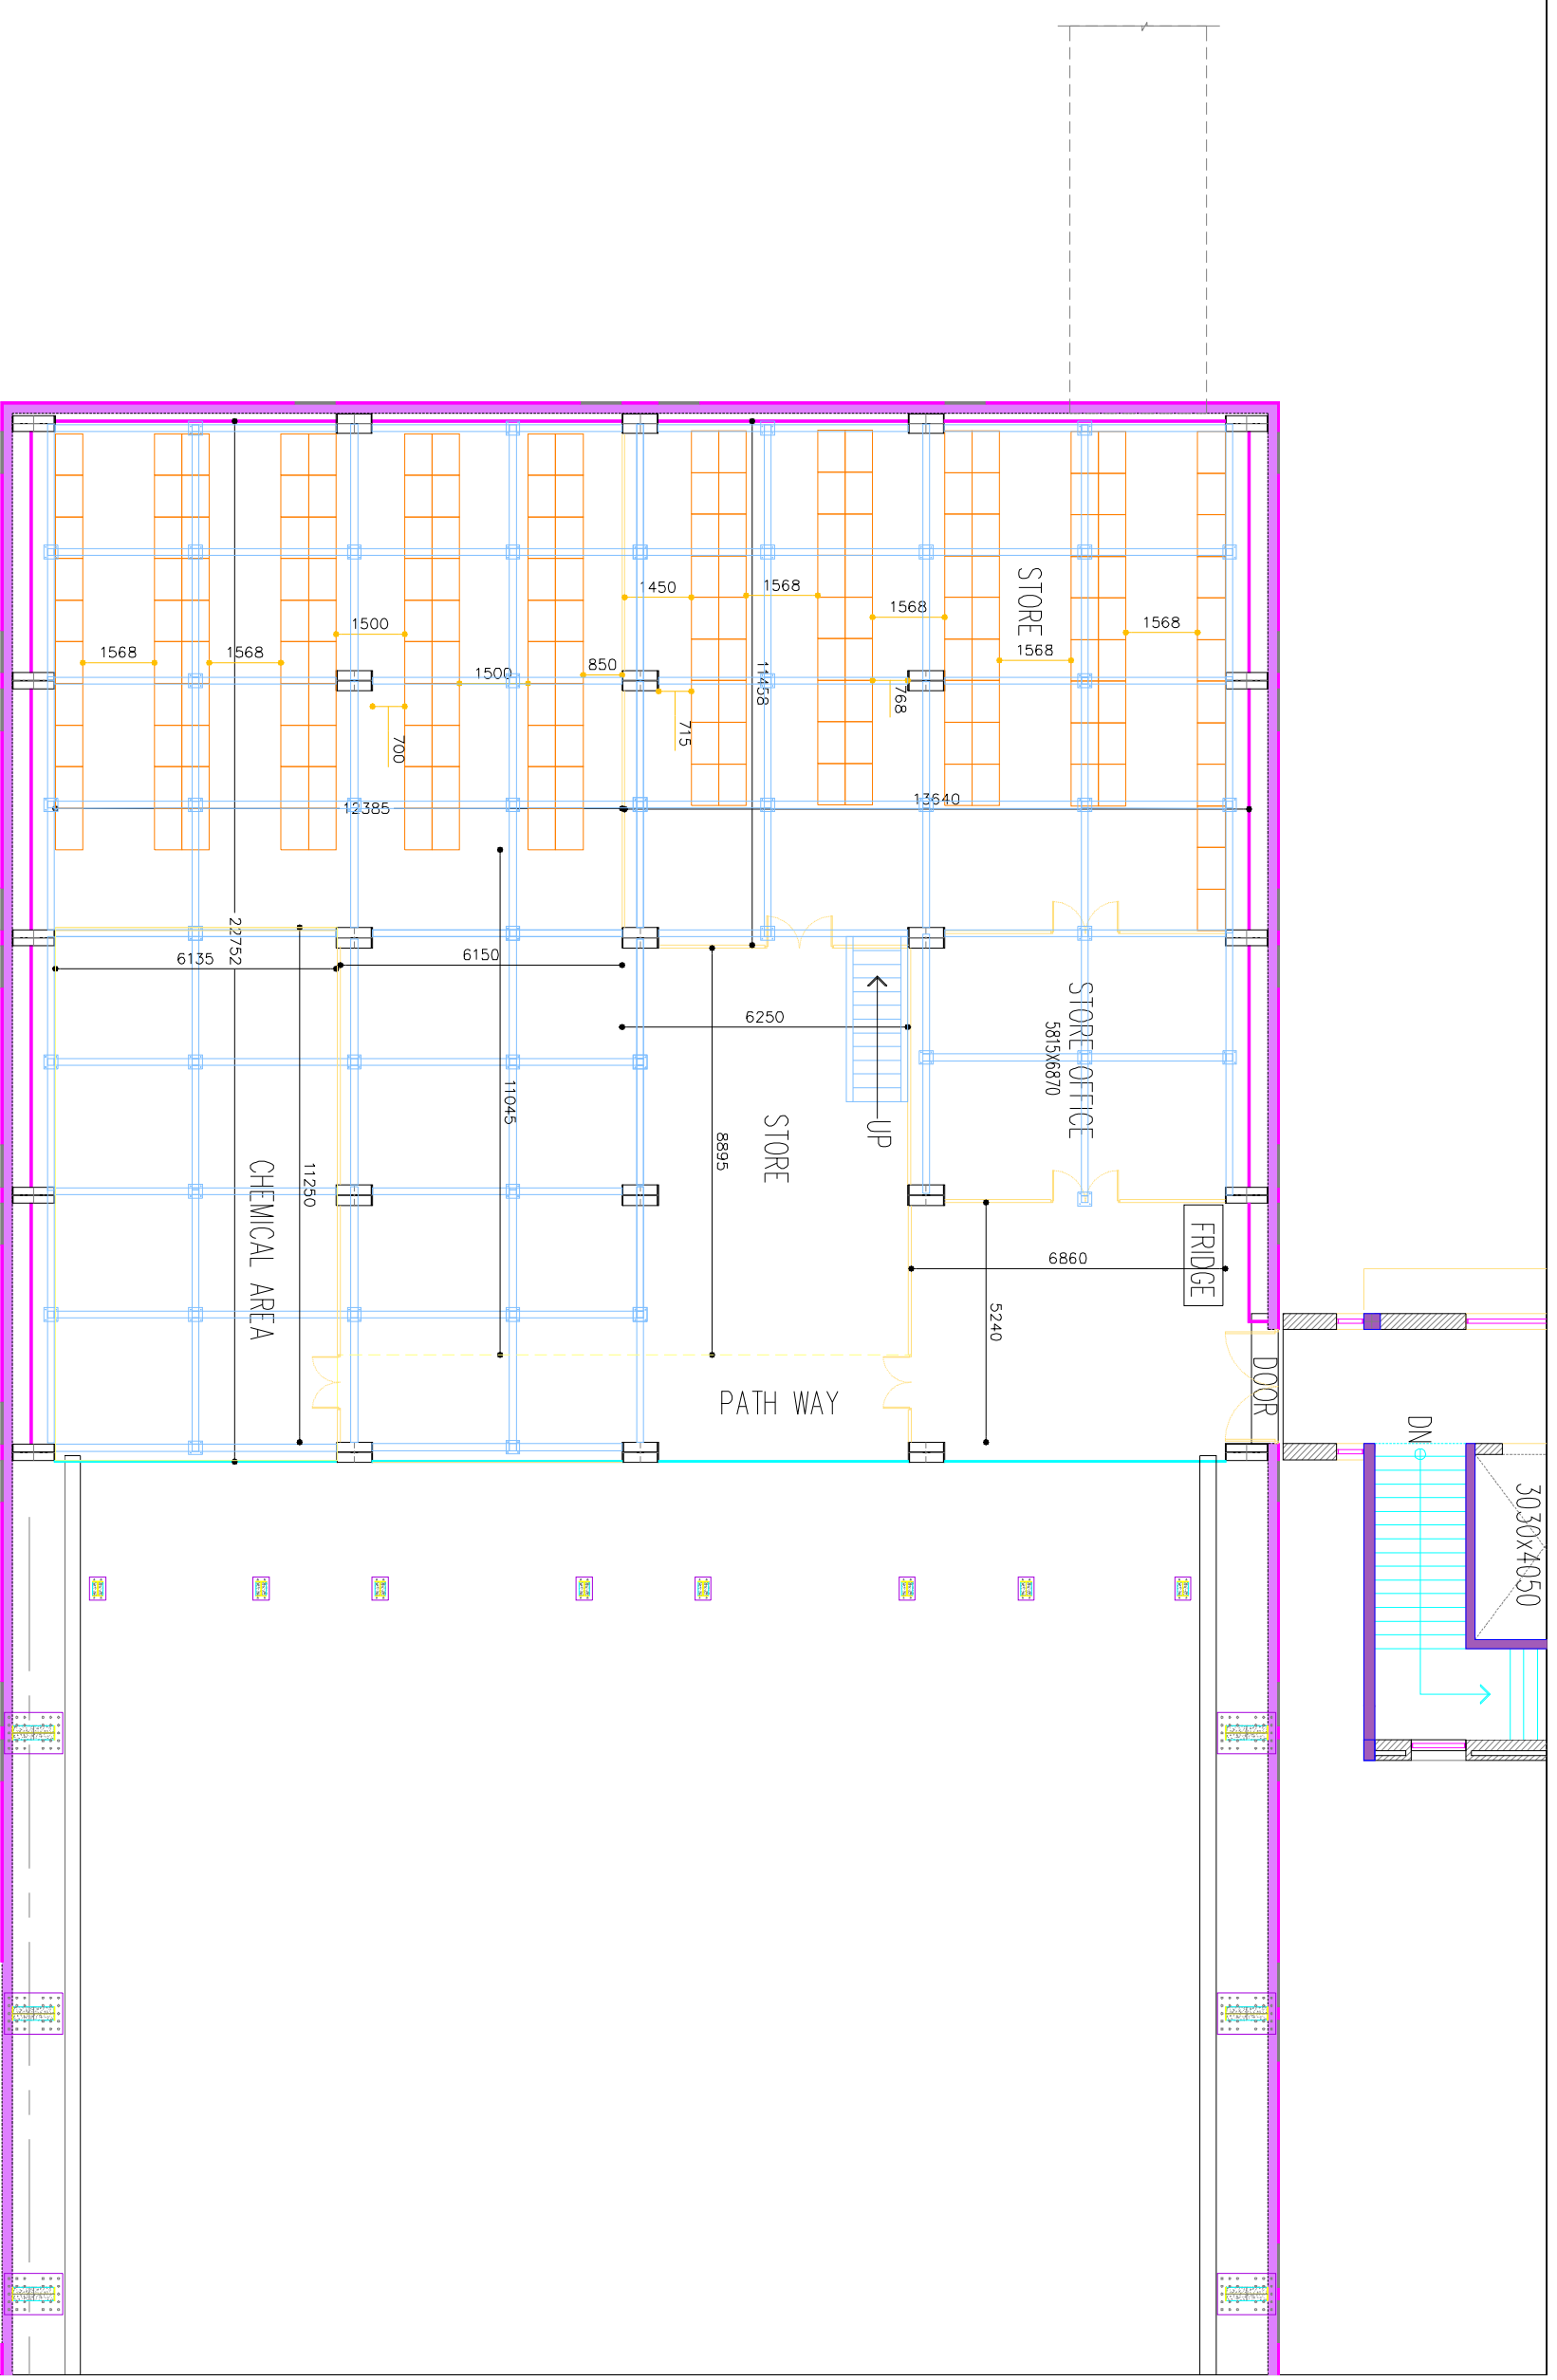 1450
1568
1568
STORE
1500
1568
1568
1568
1568
850
1500
11458
768
715
700
12385
13640
22752
6135
6150
6250
STORE OFFICE
5815X6870
11045
UP
STORE
8895
CHEMICAL AREA
11250
FRIDGE
6860
5240
DOOR
PATH WAY
DN
3030x4050